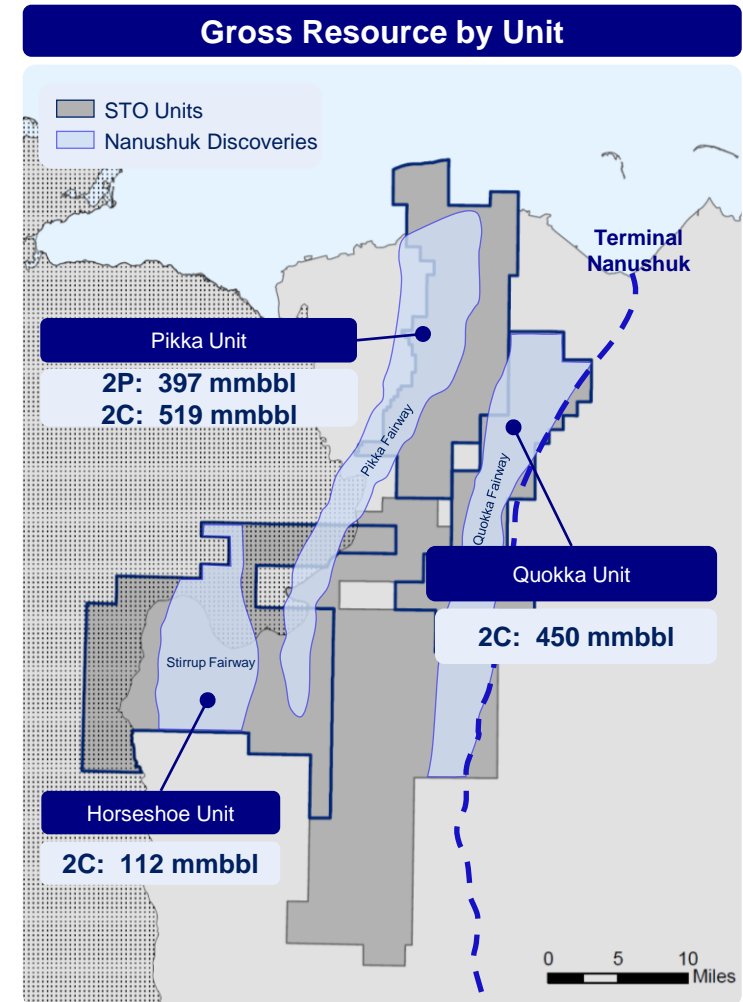 Gross Resource by Unit
STO Units
Nanushuk Discoveries
Terminal
Nanushuk
Pikka Unit
2P: 397 mmbbl
2C: 519 mmbbl
Pikka Fairway
Quokka Fairway
Quokka Unit
2C: 450 mmbbl
Stirrup Fairway
Horseshoe Unit
2C: 112 mmbbl
0 5 10
Miles